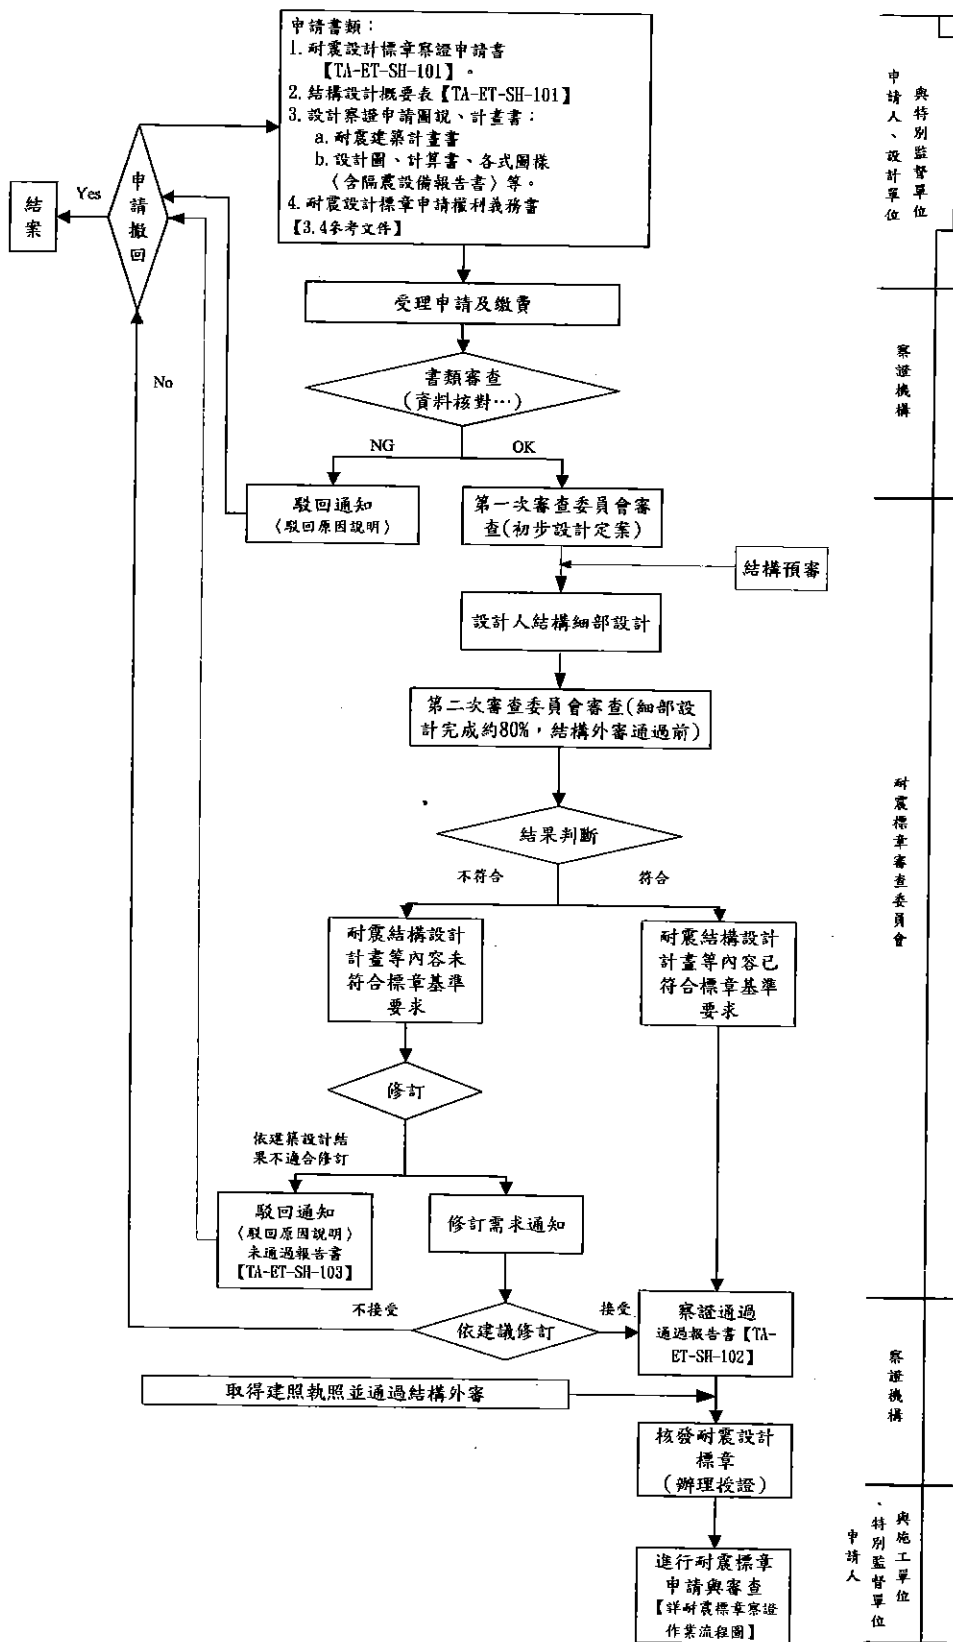 申請書類：
1. 耐震設計標章察證申請書
【TA-ET-SH-101】。
2. 結構設計概要表【TA-ET-SH-101】
3. 設計察證申請圖說、計畫書：
a. 耐震建築計畫書
b. 設計圖、計算書、各式圖樣
〈含隔震設備報告書〉等。
4. 耐震設計標章申請權利義務書
【3.4參考文件】
申請撤回
Yes
結案
No
受理申請及繳費
書類審查
(資料核對…)
NG
OK
駁回通知
〈駁回原因說明〉
第一次審查委員會審
查(初步設計定案)
結構預審
設計人結構細部設計
第二次審查委員會審查(細部設
計完成約80%，結構外審通過前)
結果判斷
不符合
符合
耐震結構設計
計畫等內容未
符合標章基準
要求
耐震結構設計
計畫等內容已
符合標章基準
要求
修訂
依建築設計結
果不適合修訂
駁回通知
〈駁回原因說明〉
未通過報告書
【TA-ET-SH-103】
修訂需求通知
不接受
依建議修訂
接受
察證通過
通過報告書【TA-
ET-SH-102】
取得建照執照並通過結構外審
核發耐震設計
標章
(辦理授證)
進行耐震標章
申請與審查
【詳耐震標章察證
作業流程圖】
申請人、設計單位
與特別監督單位
察證機構
耐震標章審查委員會
察證機構
申請人
、特別監督單位
與施工單位